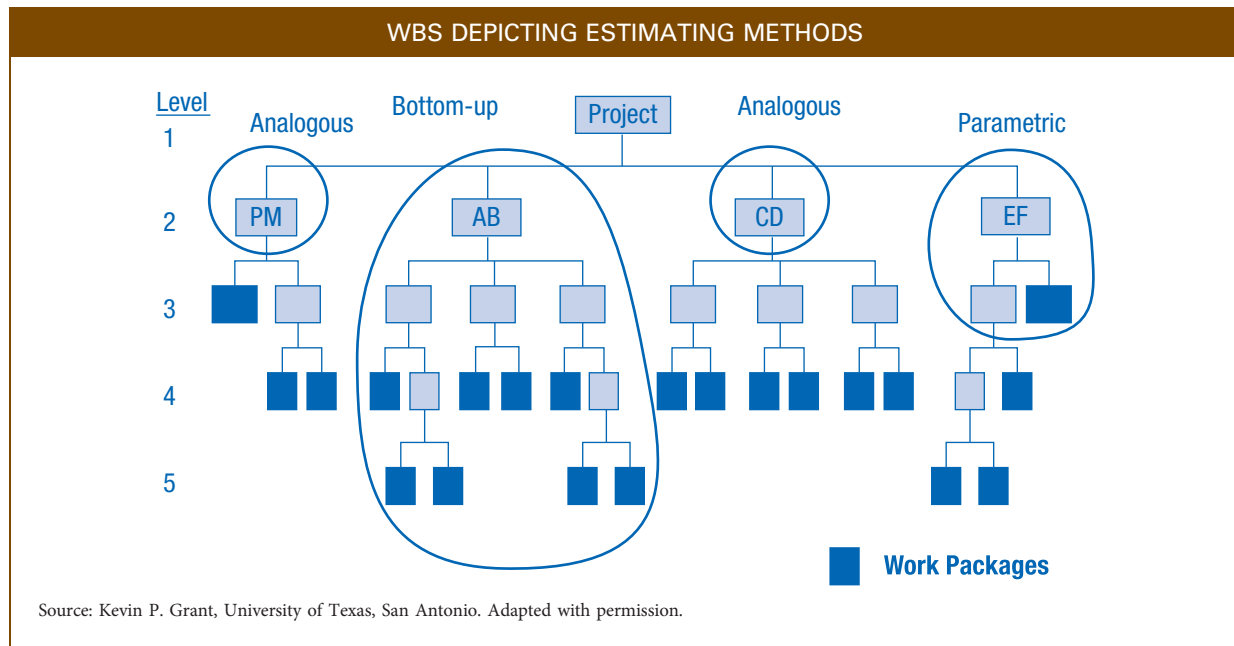 WBS DEPICTING ESTIMATING METHODS
Level
1
Analogous
Bottom-up
Project
Analogous
Parametric
2
PM
AB
CD
EF
3
4
5
Work Packages
Source: Kevin P. Grant, University of Texas, San Antonio. Adapted with permission.